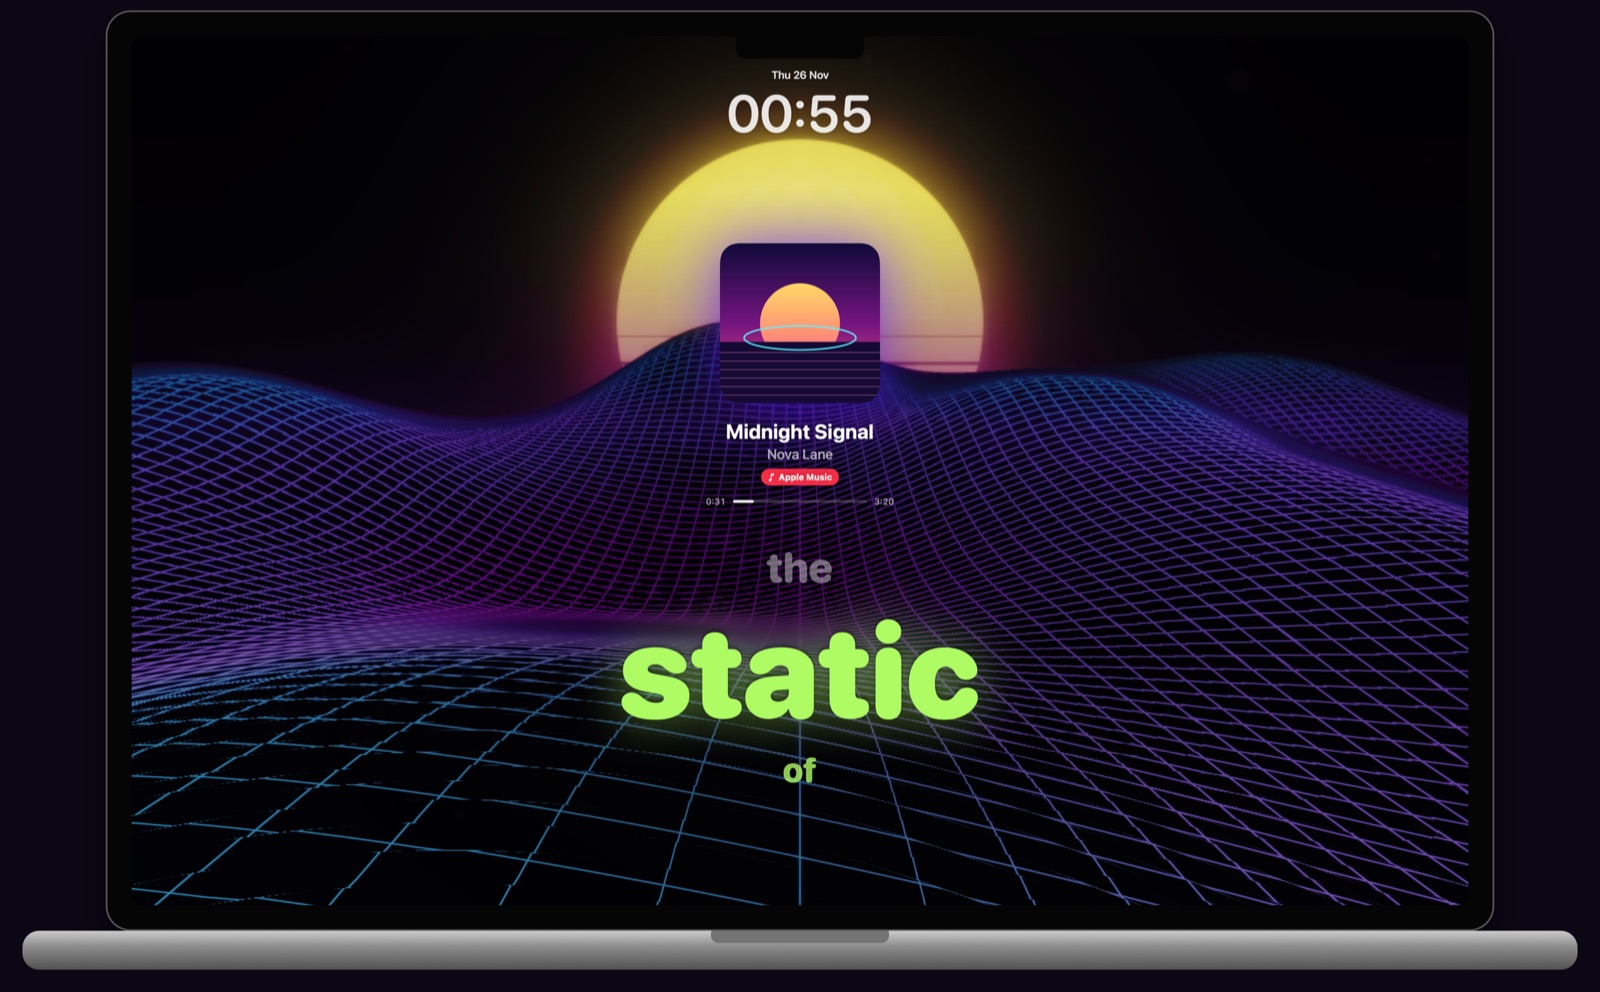 Thu 26 Nov
00:55
Midnight Signal
Nova Lane
Apple Music
0:31 3:20
the
static
of